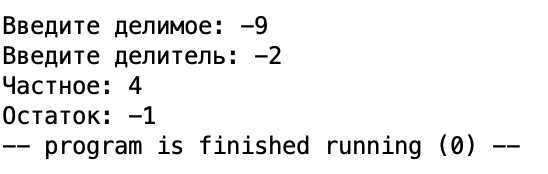 Введите делимое: -9
Введите делитель: -2
Частное: 4
Остаток: -1
-- program is finished running (0) --